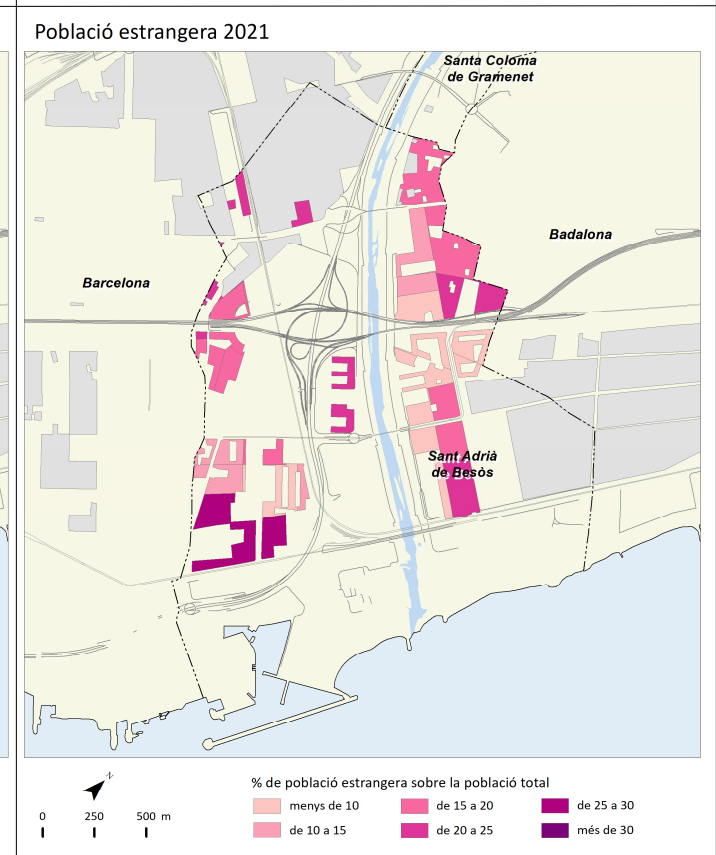 Població estrangera 2021
Santa Coloma
de Gramenet
Badalona
Barcelona
Sant Adrià
de Besòs
N
0 250 500 m
% de població estrangera sobre la població total
menys de 10
de 15 a 20
de 25 a 30
de 10 a 15
de 20 a 25
més de 30